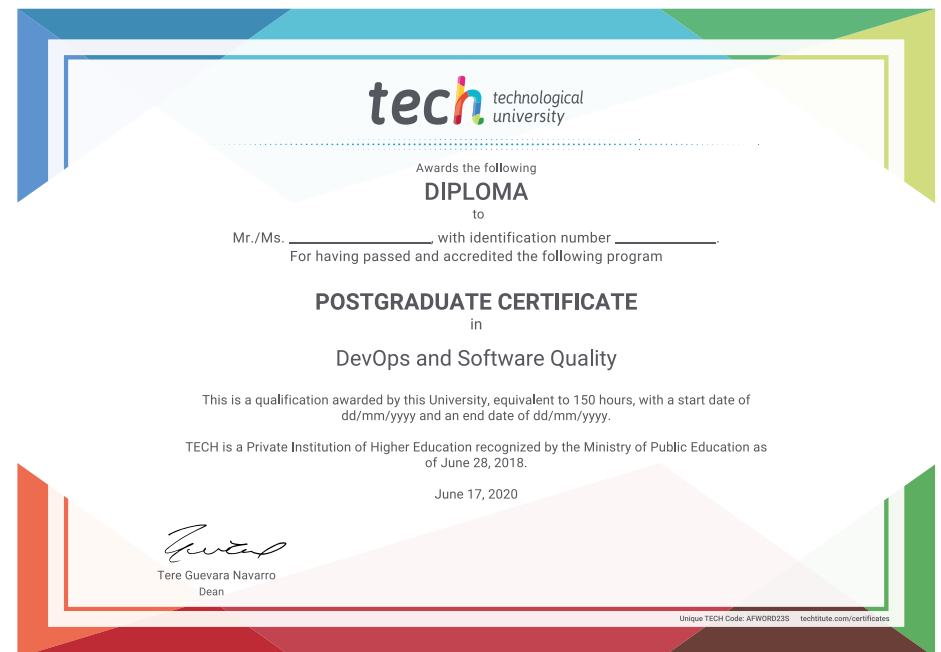 tech technological
university
Awards the following
DIPLOMA
to
Mr./Ms. ________________, with identification number ___________.
For having passed and accredited the following program
POSTGRADUATE CERTIFICATE
in
DevOps and Software Quality
This is a qualification awarded by this University, equivalent to 150 hours, with a start date of
dd/mm/yyyy and an end date of dd/mm/yyyy.
TECH is a Private Institution of Higher Education recognized by the Ministry of Public Education as
of June 28, 2018.
June 17, 2020
Tere Guevara Navarro
Dean
Unique TECH Code: AFWORD23S techtitute.com/certificates